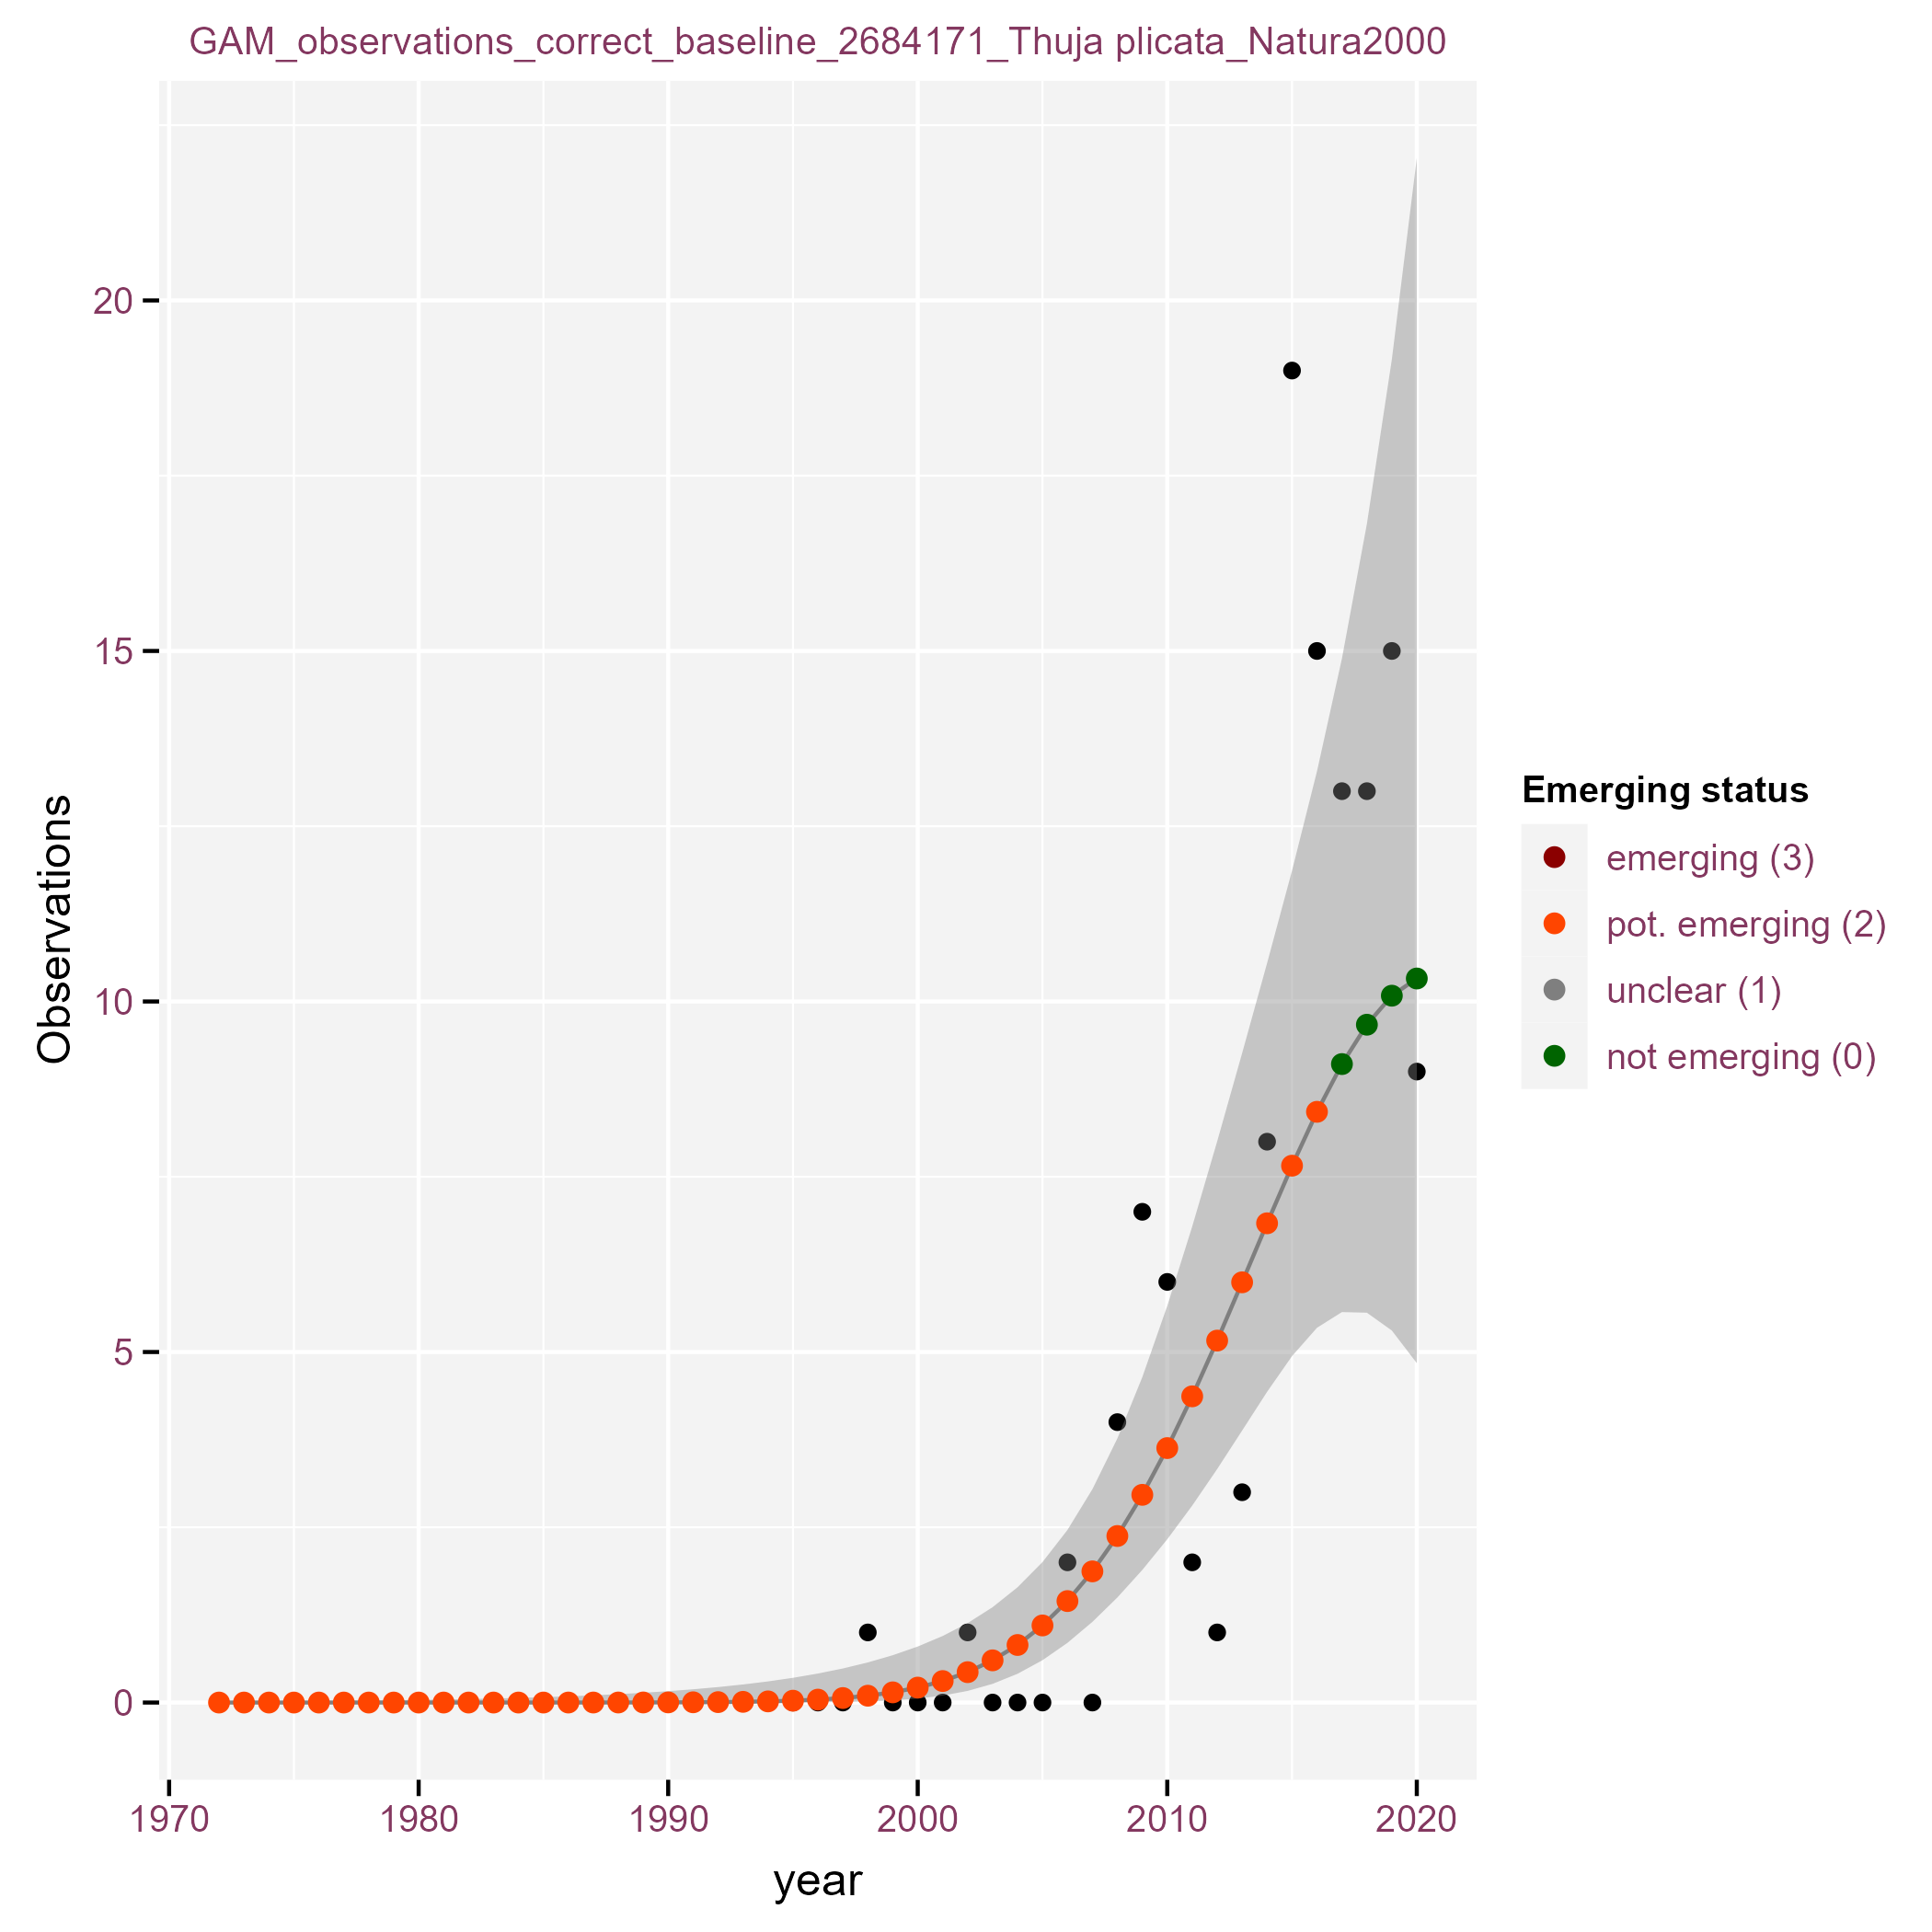 GAM_observations_correct_baseline_2684171_Thuja plicata_Natura2000
Observations
20
15
10
5
0
1970 1980 1990 2000 2010 2020
year
Emerging status
emerging (3)
pot. emerging (2)
unclear (1)
not emerging (0)